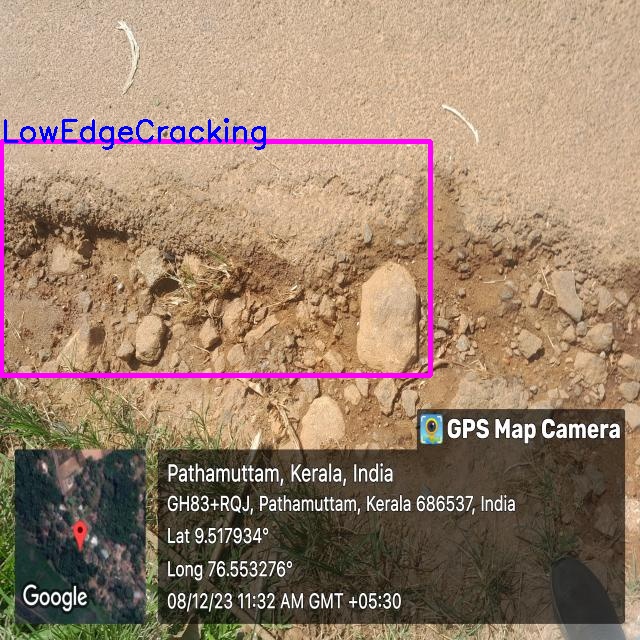 LowEdgeCracking
GPS Map Camera
Pathamuttam, Kerala, India
GH83+RQJ, Pathamuttam, Kerala 686537, India
Lat 9.517934°
Long 76.553276°
08/12/23 11:32 AM GMT +05:30
Google